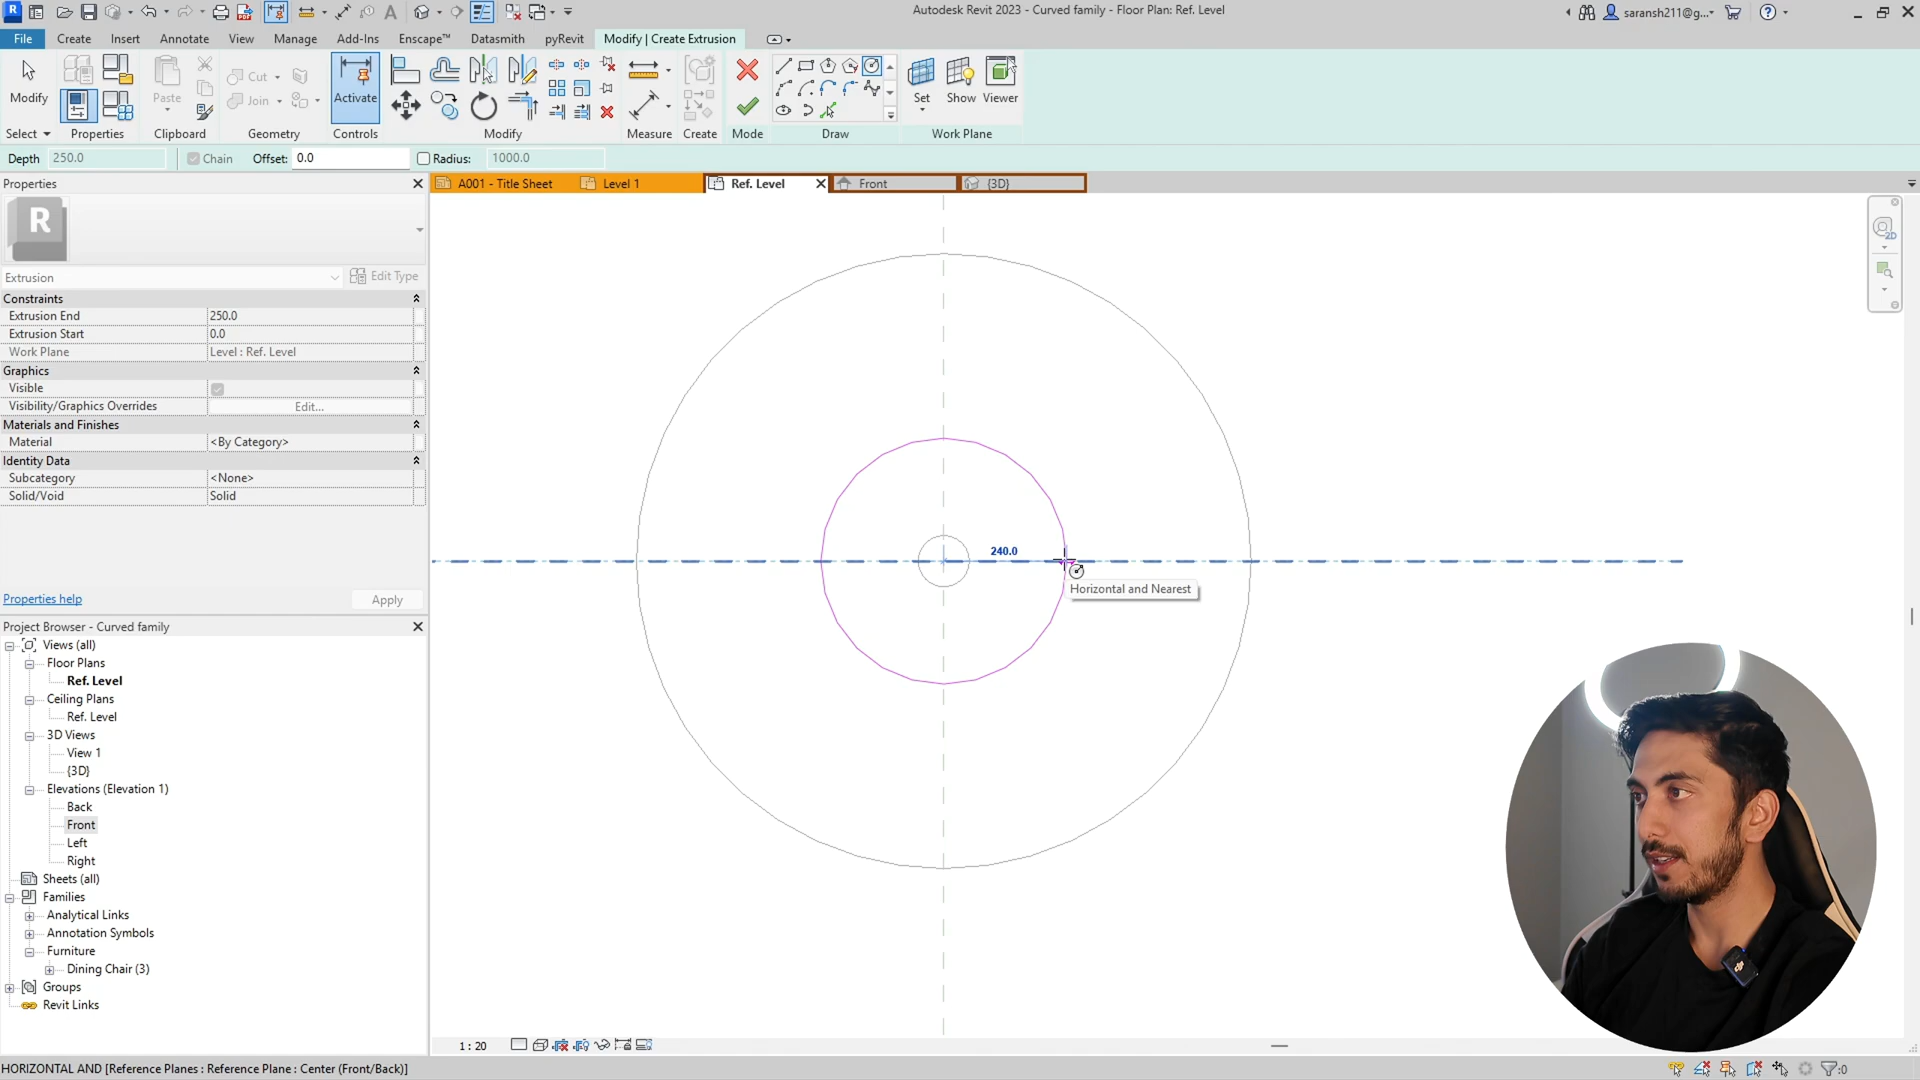 Autodesk Revit 2023 - Curved family - Floor Plan: Ref. Level
saransh211@g...
File Create Insert Annotate View Manage Add-Ins Enscape™ Datasmith pyRevit Modify | Create Extrusion
Modify Paste Cut Join Activate Set Show Viewer
Select Properties Clipboard Geometry Controls Modify Measure Create Mode Draw Work Plane
Depth 250.0 Chain Offset: 0.0 Radius: 1000.0
Properties
A001 - Title Sheet Level 1 Ref. Level Front {3D}
R
2D
Extrusion Edit Type
Constraints
Extrusion End 250.0
Extrusion Start 0.0
Work Plane Level : Ref. Level
Graphics
Visible
Visibility/Graphics Overrides Edit...
Materials and Finishes
Material <By Category>
Identity Data
Subcategory <None>
Solid/Void Solid
240.0
Horizontal and Nearest
Properties help Apply
Project Browser - Curved family
Views (all)
Floor Plans
Ref. Level
Ceiling Plans
Ref. Level
3D Views
View 1
{3D}
Elevations (Elevation 1)
Back
Front
Left
Right
Sheets (all)
Families
Analytical Links
Annotation Symbols
Furniture
Dining Chair (3)
Groups
Revit Links
1 : 20
HORIZONTAL AND [Reference Planes : Reference Plane : Center (Front/Back)]
:0